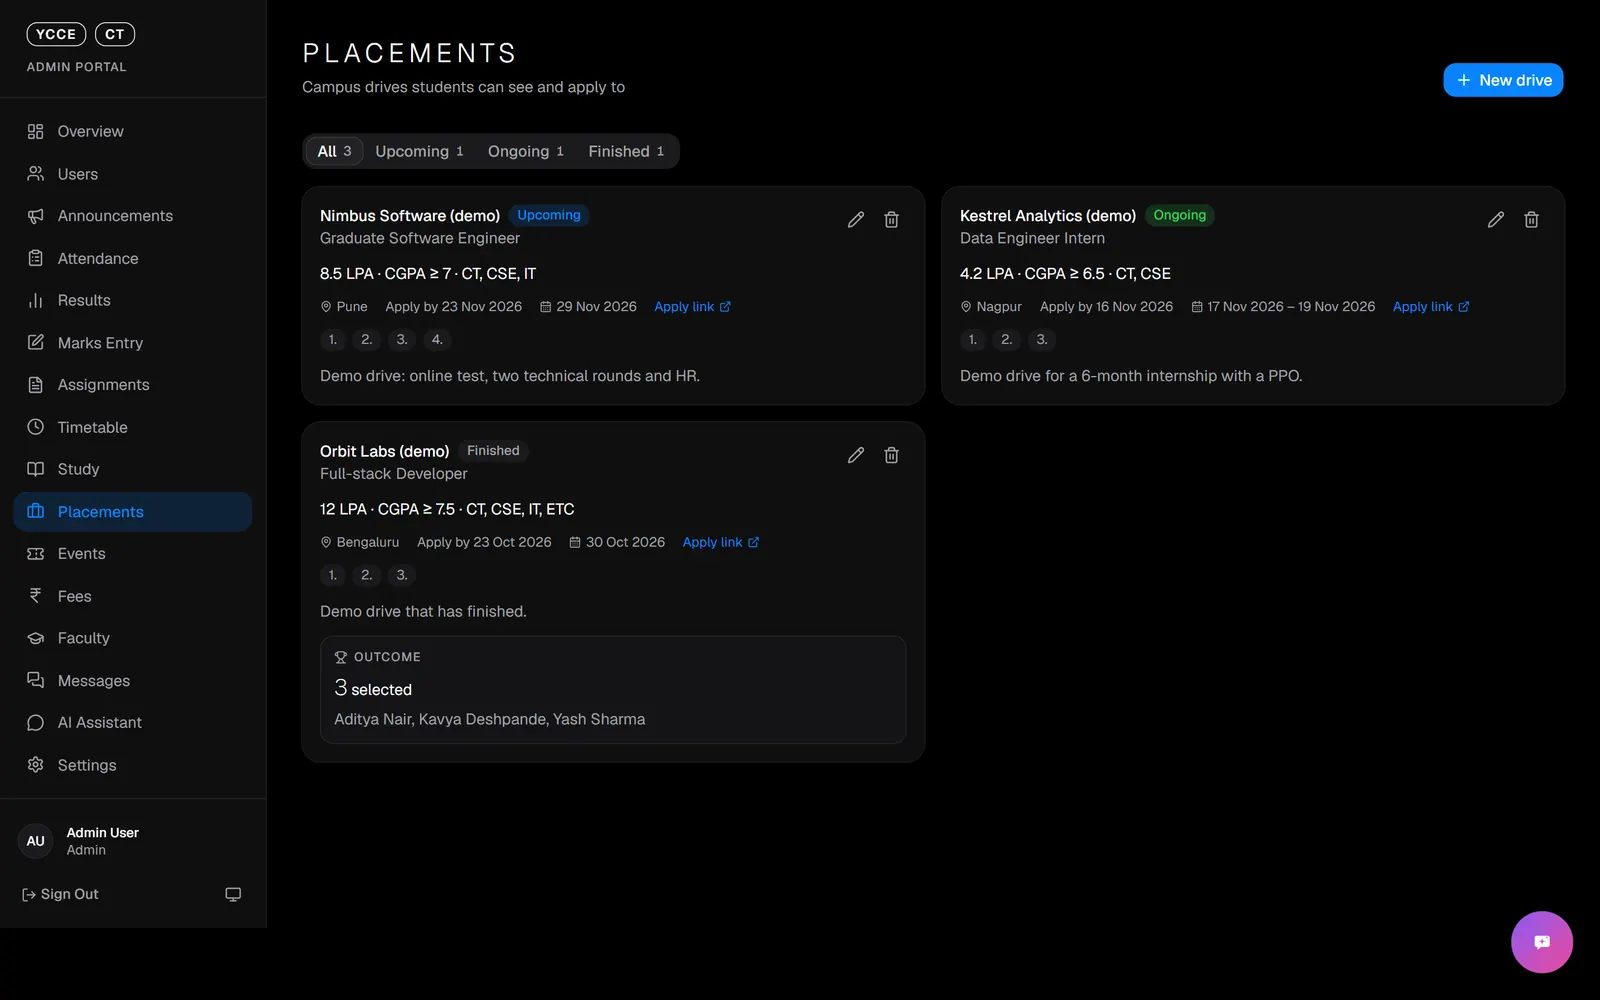 YCCE CT
ADMIN PORTAL
Overview
Users
Announcements
Attendance
Results
Marks Entry
Assignments
Timetable
Study
Placements
Events
Fees
Faculty
Messages
AI Assistant
Settings
AU
Admin User
Admin
Sign Out
PLACEMENTS
Campus drives students can see and apply to
+ New drive
All 3 Upcoming 1 Ongoing 1 Finished 1
Nimbus Software (demo) Upcoming
Graduate Software Engineer
8.5 LPA · CGPA ≥ 7 · CT, CSE, IT
Pune Apply by 23 Nov 2026 29 Nov 2026 Apply link
1. 2. 3. 4.
Demo drive: online test, two technical rounds and HR.
Kestrel Analytics (demo) Ongoing
Data Engineer Intern
4.2 LPA · CGPA ≥ 6.5 · CT, CSE
Nagpur Apply by 16 Nov 2026 17 Nov 2026 – 19 Nov 2026 Apply link
1. 2. 3.
Demo drive for a 6-month internship with a PPO.
Orbit Labs (demo) Finished
Full-stack Developer
12 LPA · CGPA ≥ 7.5 · CT, CSE, IT, ETC
Bengaluru Apply by 23 Oct 2026 30 Oct 2026 Apply link
1. 2. 3.
Demo drive that has finished.
OUTCOME
3 selected
Aditya Nair, Kavya Deshpande, Yash Sharma